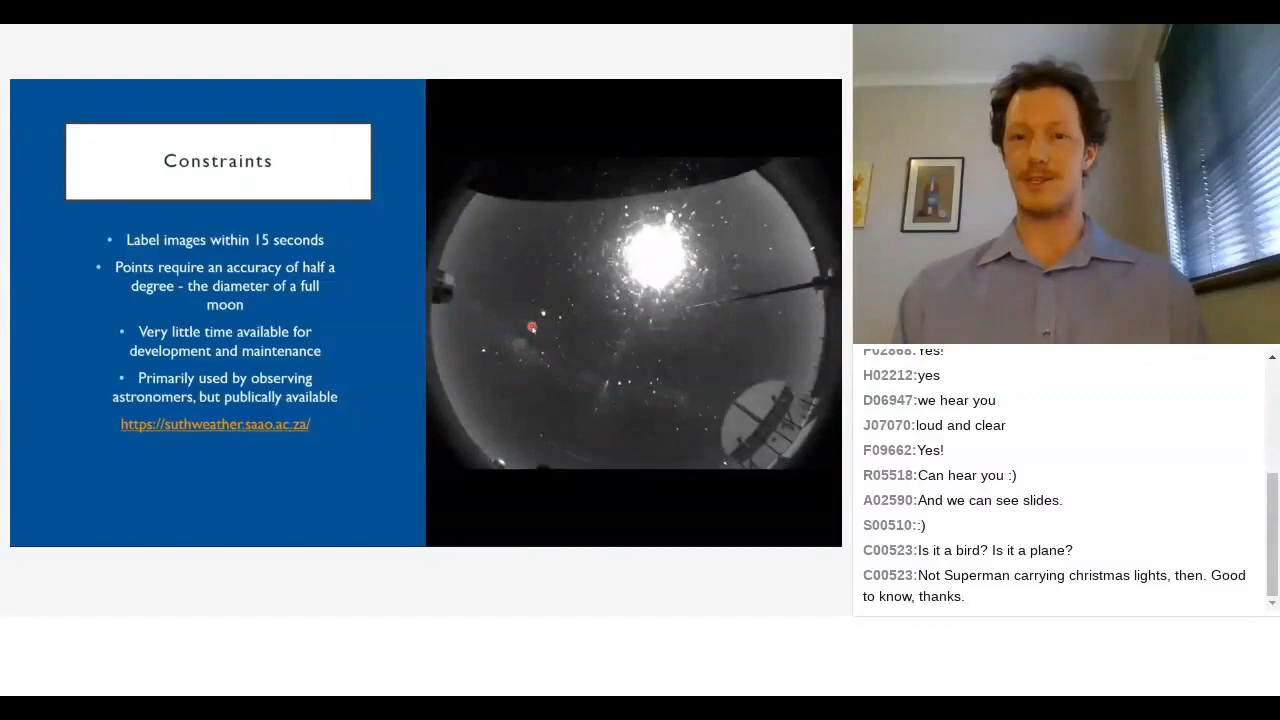 Constraints
• Label images within 15 seconds
• Points require an accuracy of half a
degree - the diameter of a full
moon
• Very little time available for
development and maintenance
• Primarily used by observing
astronomers, but publically available
https://suthweather.saao.ac.za/
F02868:Yes!
H02212:yes
D06947:we hear you
J07070:loud and clear
F09662:Yes!
R05518:Can hear you :)
A02590:And we can see slides.
S00510::)
C00523:Is it a bird? Is it a plane?
C00523:Not Superman carrying christmas lights, then. Good
to know, thanks.